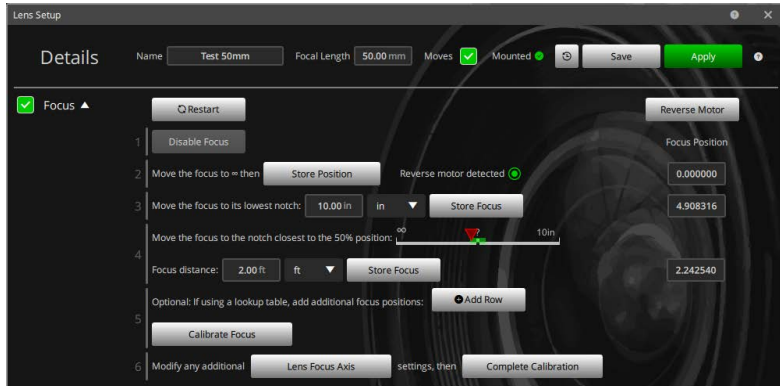 Lens Setup
Details Name Test 50mm Focal Length 50.00 mm Moves Mounted Save Apply
Focus Restart Reverse Motor
1 Disable Focus Focus Position
2 Move the focus to ∞ then Store Position Reverse motor detected 0.000000
3 Move the focus to its lowest notch: 10.00 in in Store Focus 4.908316
4 Move the focus to the notch closest to the 50% position: ∞ ? 10in
Focus distance: 2.00 ft ft Store Focus 2.242540
5 Optional: If using a lookup table, add additional focus positions: Add Row
Calibrate Focus
6 Modify any additional Lens Focus Axis settings, then Complete Calibration